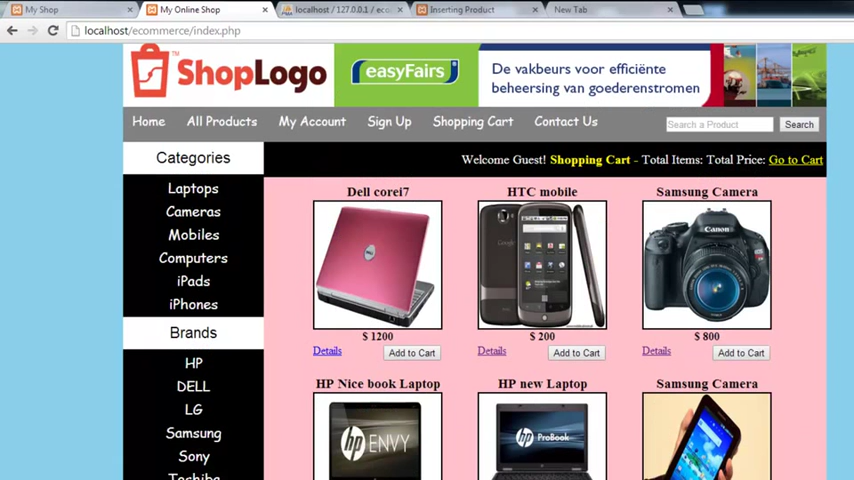 My Shop
My Online Shop
localhost / 127.0.0.1 / eco
Inserting Product
New Tab
localhost/ecommerce/index.php
ShopLogo
TM
easyFairs
De vakbeurs voor efficiënte
beheersing van goederenstromen
Home
All Products
My Account
Sign Up
Shopping Cart
Contact Us
Search a Product
Search
Categories
Welcome Guest! Shopping Cart - Total Items: Total Price: Go to Cart
Laptops
Cameras
Mobiles
Computers
iPads
iPhones
Brands
HP
DELL
LG
Samsung
Sony
Toshiba
Dell corei7
HTC mobile
Samsung Camera
Google
Canon
$ 1200
$ 200
$ 800
Details
Add to Cart
Details
Add to Cart
Details
Add to Cart
HP Nice book Laptop
HP new Laptop
Samsung Camera
hp ENVY
hp ProBook